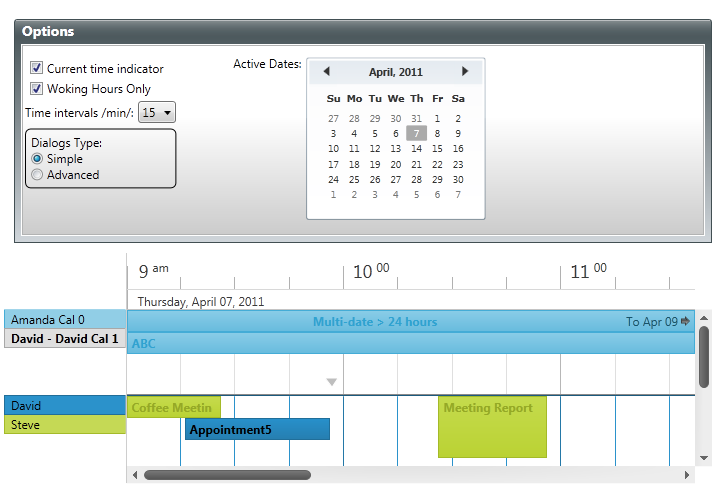 Options
Current time indicator
Woking Hours Only
Time intervals /min/: 15
Dialogs Type:
Simple
Advanced
Active Dates:
April, 2011
Su Mo Tu We Th Fr Sa
27 28 29 30 31 1 2
3 4 5 6 7 8 9
10 11 12 13 14 15 16
17 18 19 20 21 22 23
24 25 26 27 28 29 30
1 2 3 4 5 6 7
9 am 10 00 11 00
Thursday, April 07, 2011
Amanda Cal 0 Multi-date > 24 hours To Apr 09
David - David Cal 1 ABC
David Coffee Meetin Meeting Report
Steve Appointment5